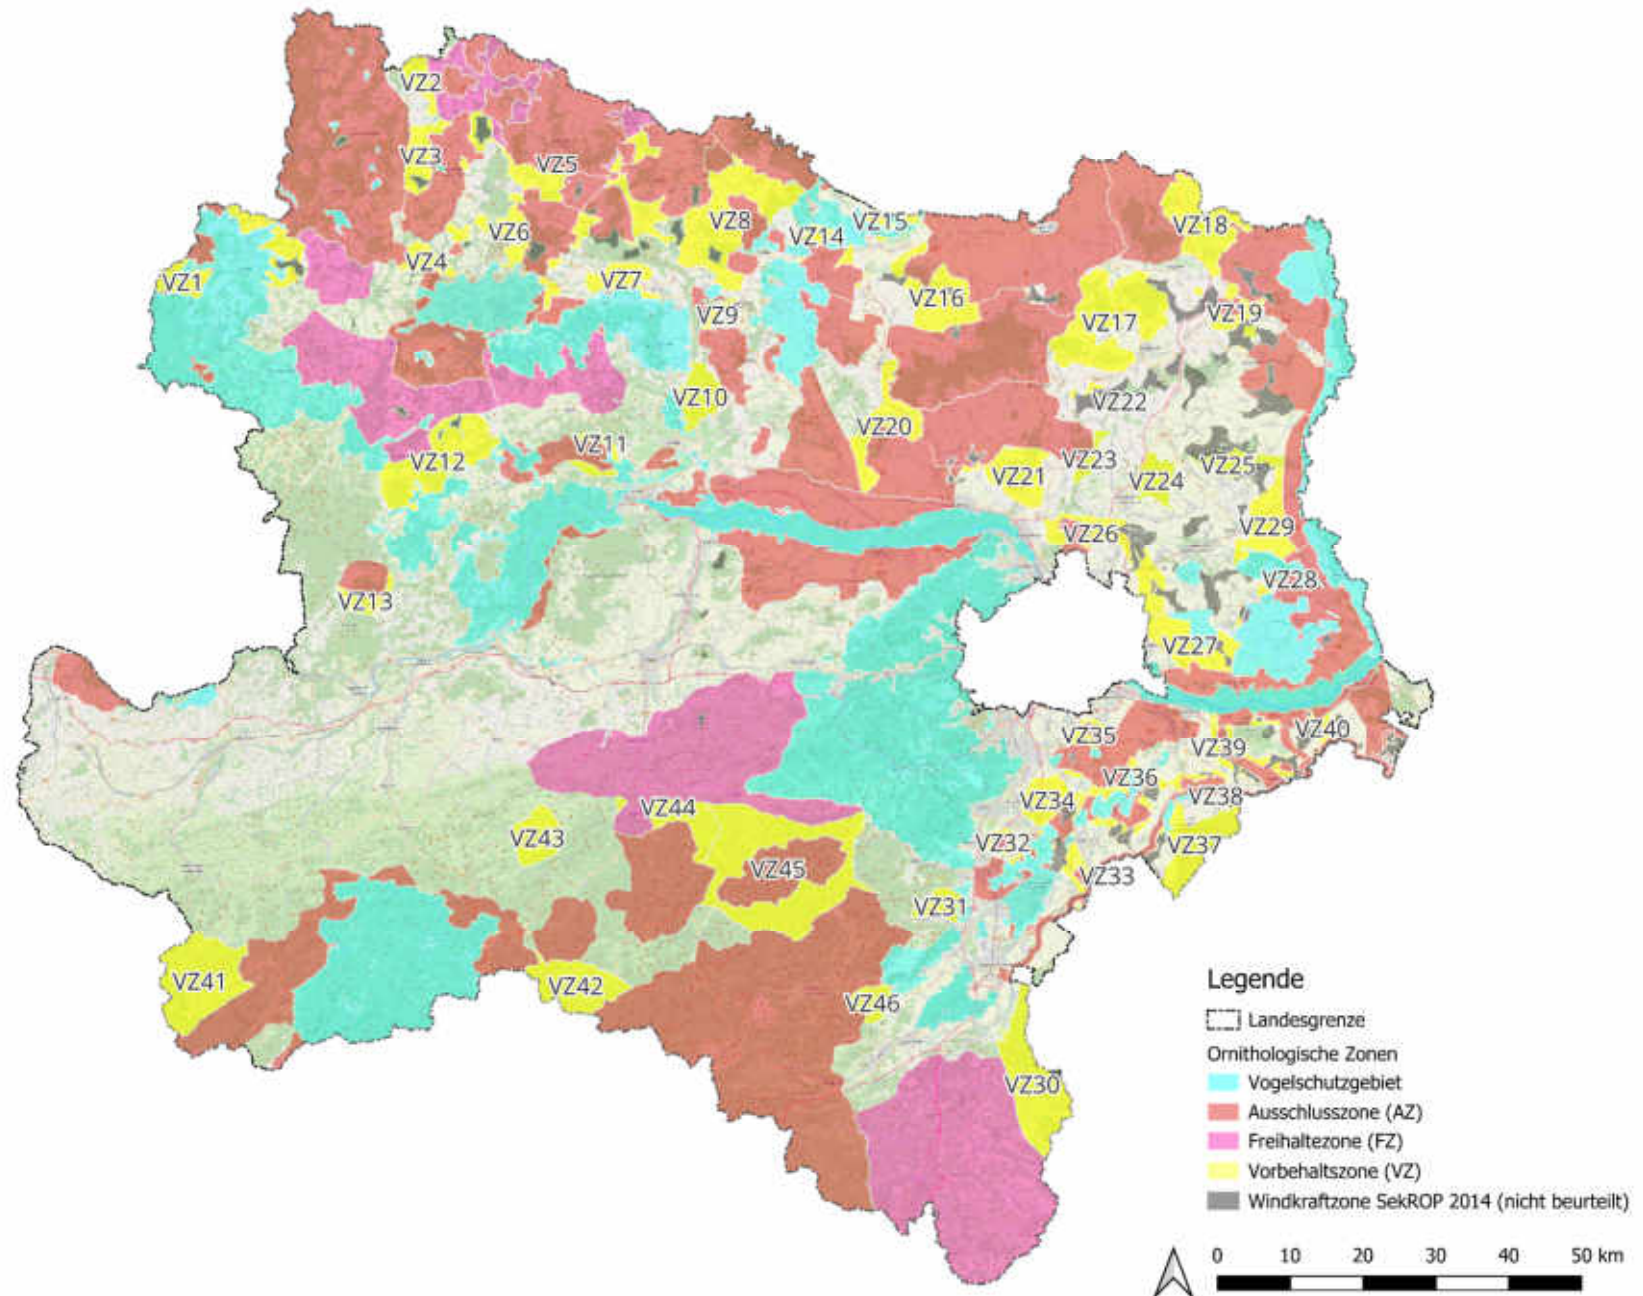 VZ2
VZ3
VZ5
VZ1
VZ4
VZ6
VZ7
VZ8
VZ14
VZ15
VZ18
VZ9
VZ16
VZ17
VZ19
VZ10
VZ22
VZ20
VZ12
VZ11
VZ21
VZ23
VZ24
VZ25
VZ26
VZ29
VZ13
VZ28
VZ27
VZ35
VZ39
VZ40
VZ36
VZ38
VZ34
VZ44
VZ43
VZ32
VZ37
VZ45
VZ33
VZ31
VZ41
VZ42
VZ46
VZ30
Legende
Landesgrenze
Ornithologische Zonen
Vogelschutzgebiet
Ausschlusszone (AZ)
Freihaltezone (FZ)
Vorbehaltszone (VZ)
Windkraftzone SekROP 2014 (nicht beurteilt)
0 10 20 30 40 50 km